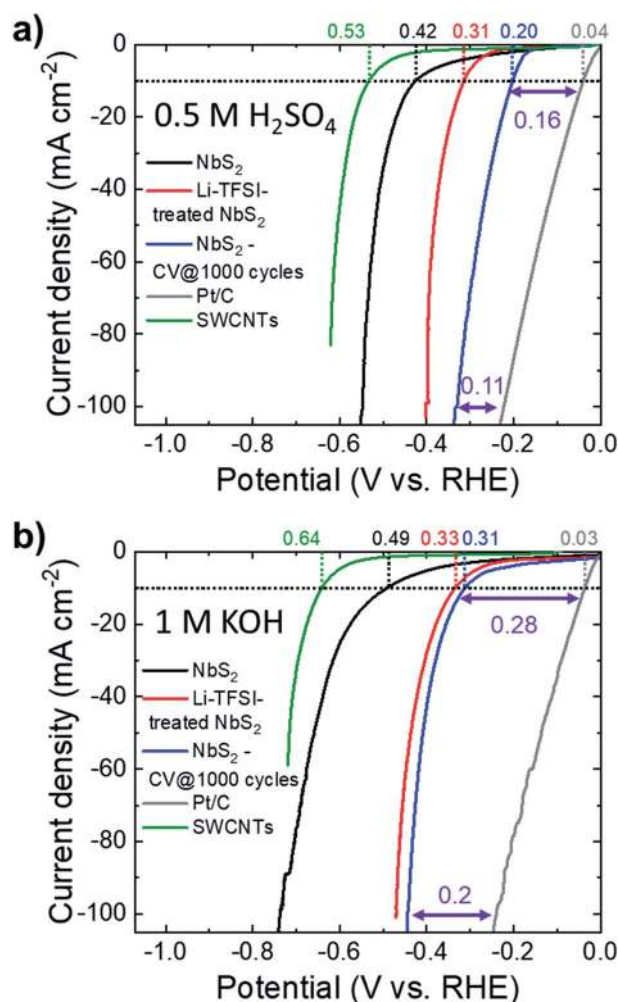 a)
0.53 0.42 0.31 0.20 0.04
0
-20
-40
-60
-80
-100
Current density (mA cm⁻²)
0.5 M H₂SO₄
0.16
NbS₂
Li-TFSI-
treated NbS₂
NbS₂ -
CV@1000 cycles
Pt/C
SWCNTs
0.11
-1.0 -0.8 -0.6 -0.4 -0.2 0.0
Potential (V vs. RHE)
b)
0.64 0.49 0.33 0.31 0.03
0
-20
-40
-60
-80
-100
Current density (mA cm⁻²)
1 M KOH
0.28
NbS₂
Li-TFSI-
treated NbS₂
NbS₂ -
CV@1000 cycles
Pt/C
SWCNTs
0.2
-1.0 -0.8 -0.6 -0.4 -0.2 0.0
Potential (V vs. RHE)